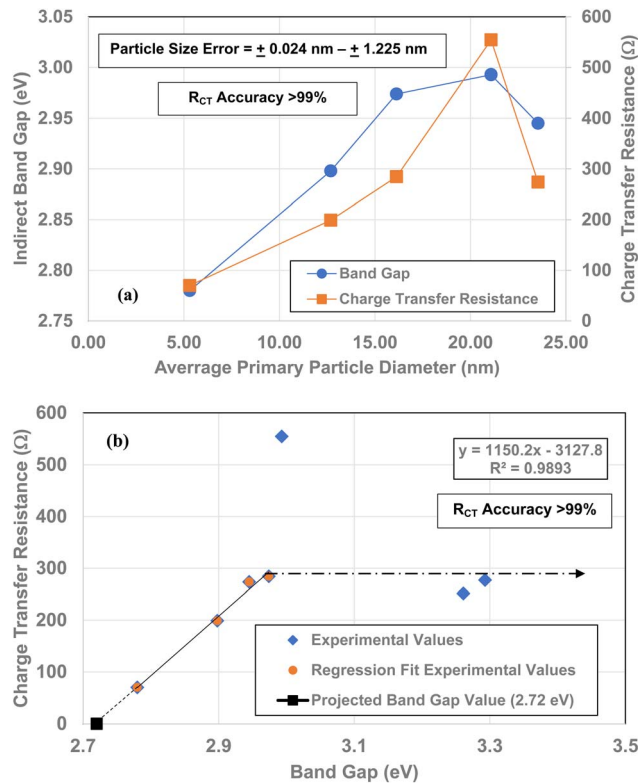 3.05
3.00
2.95
2.90
2.85
2.80
2.75
Indirect Band Gap (eV)
Particle Size Error = ± 0.024 nm – ± 1.225 nm
RCT Accuracy >99%
(a)
Band Gap
Charge Transfer Resistance
600
500
400
300
200
100
0
Charge Transfer Resistance (Ω)
0.00 5.00 10.00 15.00 20.00 25.00
Averrage Primary Particle Diameter (nm)
600
500
400
300
200
100
0
Charge Transfer Resistance (Ω)
(b)
y = 1150.2x - 3127.8
R² = 0.9893
RCT Accuracy >99%
Experimental Values
Regression Fit Experimental Values
Projected Band Gap Value (2.72 eV)
2.7 2.9 3.1 3.3 3.5
Band Gap (eV)